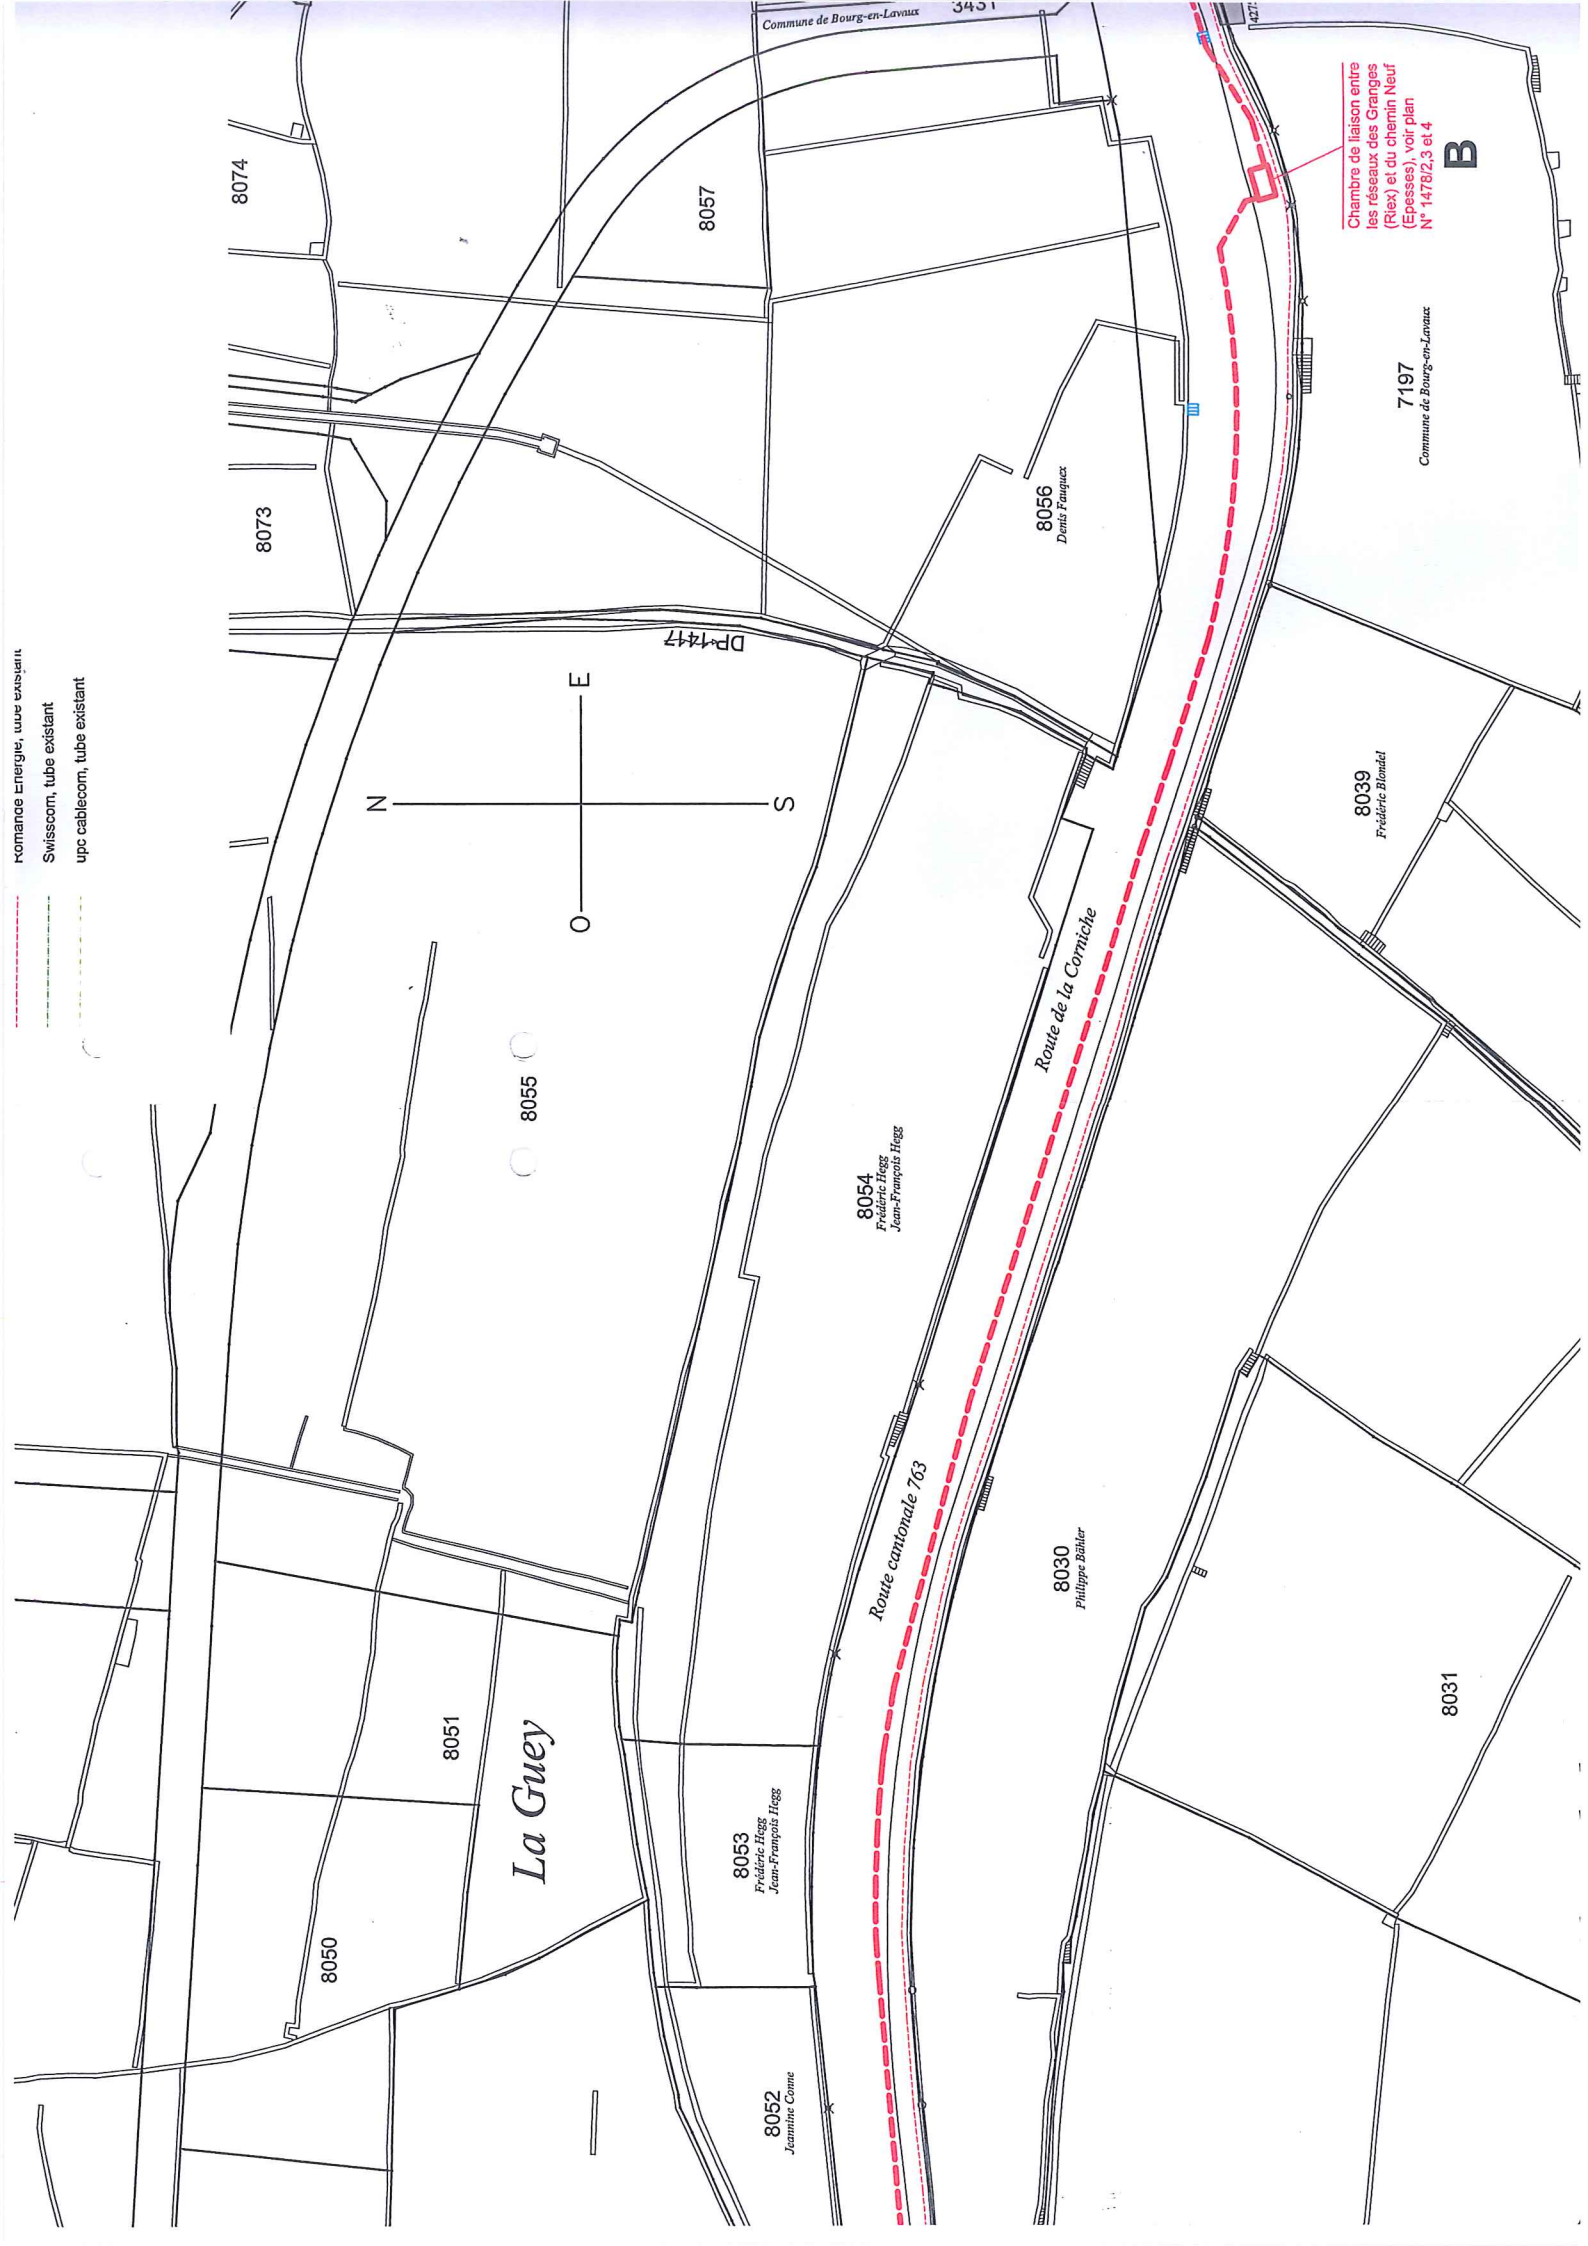 Romande Energie, tube existant
Swisscom, tube existant
upc cablecom, tube existant
8074
8073
8057
Commune de Bourg-en-Lavaux
3431
Chambre de liaison entre
les réseaux des Granges
(Riex) et du chemin Neuf
(Epesses), voir plan
N° 1478/2,3 et 4
B
7197
Commune de Bourg-en-Lavaux
8056
Denis Fauquex
DP 1417
N
E
S
O
8039
Frédéric Blondel
8055
Route de la Corniche
8054
Frédéric Hegg
Jean-François Hegg
Route cantonale 763
8030
Philippe Bähler
8031
8051
La Guey
8053
Frédéric Hegg
Jean-François Hegg
8050
8052
Jeannine Conne